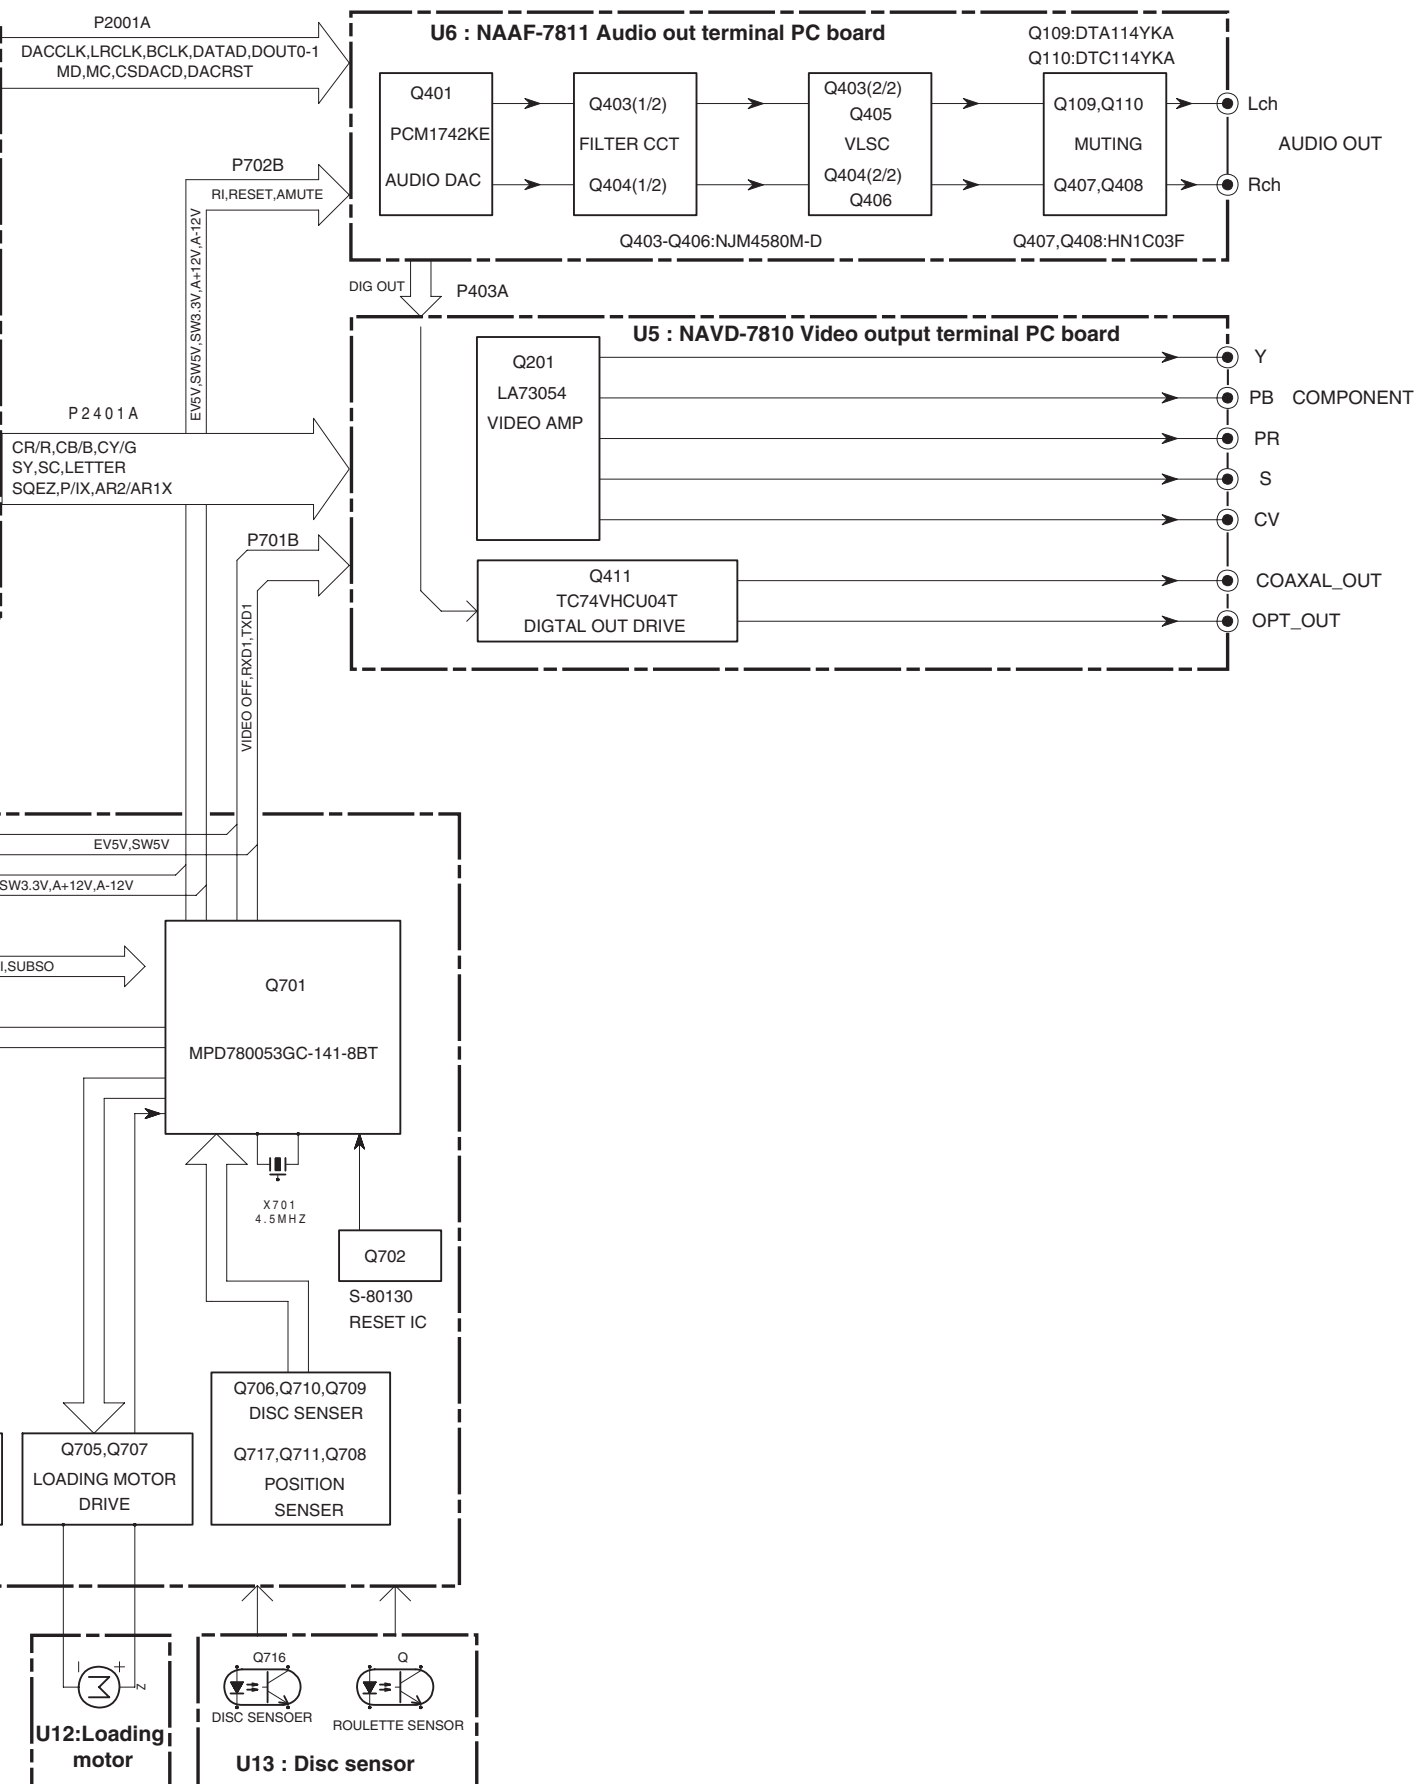 P2001A
DACCLK,LRCLK,BCLK,DATAD,DOUT0-1
MD,MC,CSDACD,DACRST
U6 : NAAF-7811 Audio out terminal PC board
Q109:DTA114YKA
Q110:DTC114YKA
Q401
PCM1742KE
AUDIO DAC
Q403(1/2)
FILTER CCT
Q404(1/2)
Q403(2/2)
Q405
VLSC
Q404(2/2)
Q406
Q109,Q110
MUTING
Q407,Q408
Lch
AUDIO OUT
Rch
Q403-Q406:NJM4580M-D
Q407,Q408:HN1C03F
P702B
RI,RESET,AMUTE
EV5V,SW5V,SW3.3V,A+12V,A-12V
DIG OUT
P403A
U5 : NAVD-7810 Video output terminal PC board
Q201
LA73054
VIDEO AMP
Y
PB COMPONENT
PR
S
CV
P2401A
CR/R,CB/B,CY/G
SY,SC,LETTER
SQEZ,P/IX,AR2/AR1X
P701B
VIDEO OFF,RXD1,TXD1
Q411
TC74VHCU04T
DIGTAL OUT DRIVE
COAXAL_OUT
OPT_OUT
EV5V,SW5V
SW3.3V,A+12V,A-12V
I,SUBSO
Q701
MPD780053GC-141-8BT
X701
4.5MHZ
Q702
S-80130
RESET IC
Q706,Q710,Q709
DISC SENSER
Q717,Q711,Q708
POSITION
SENSER
Q705,Q707
LOADING MOTOR
DRIVE
- +
M
Z
U12:Loading
motor
Q716
DISC SENSOER
Q
ROULETTE SENSOR
U13 : Disc sensor